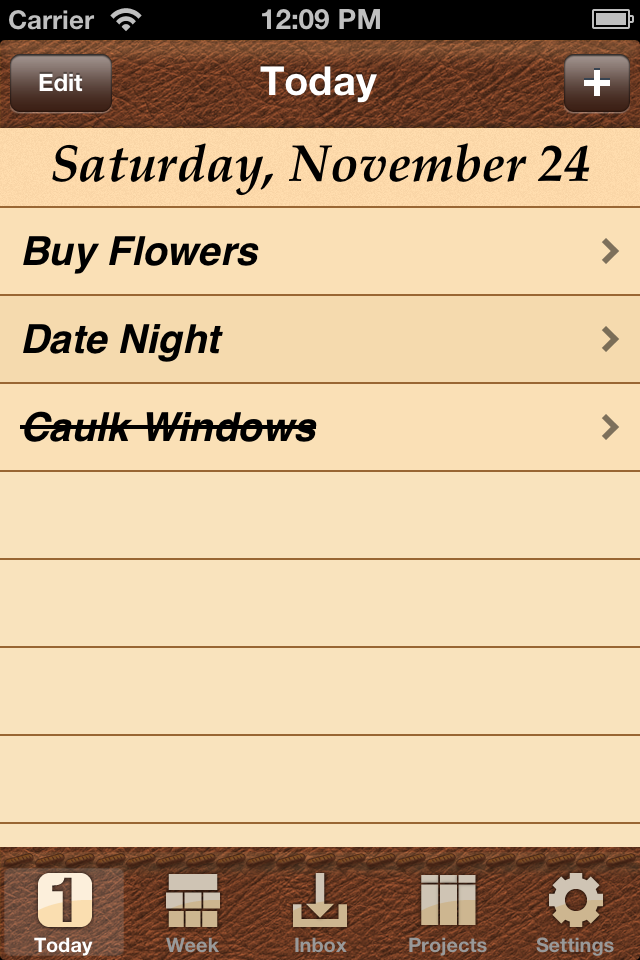 Carrier 12:09 PM
Edit Today +
Saturday, November 24
Buy Flowers
Date Night
Caulk Windows
1
Today Week Inbox Projects Settings